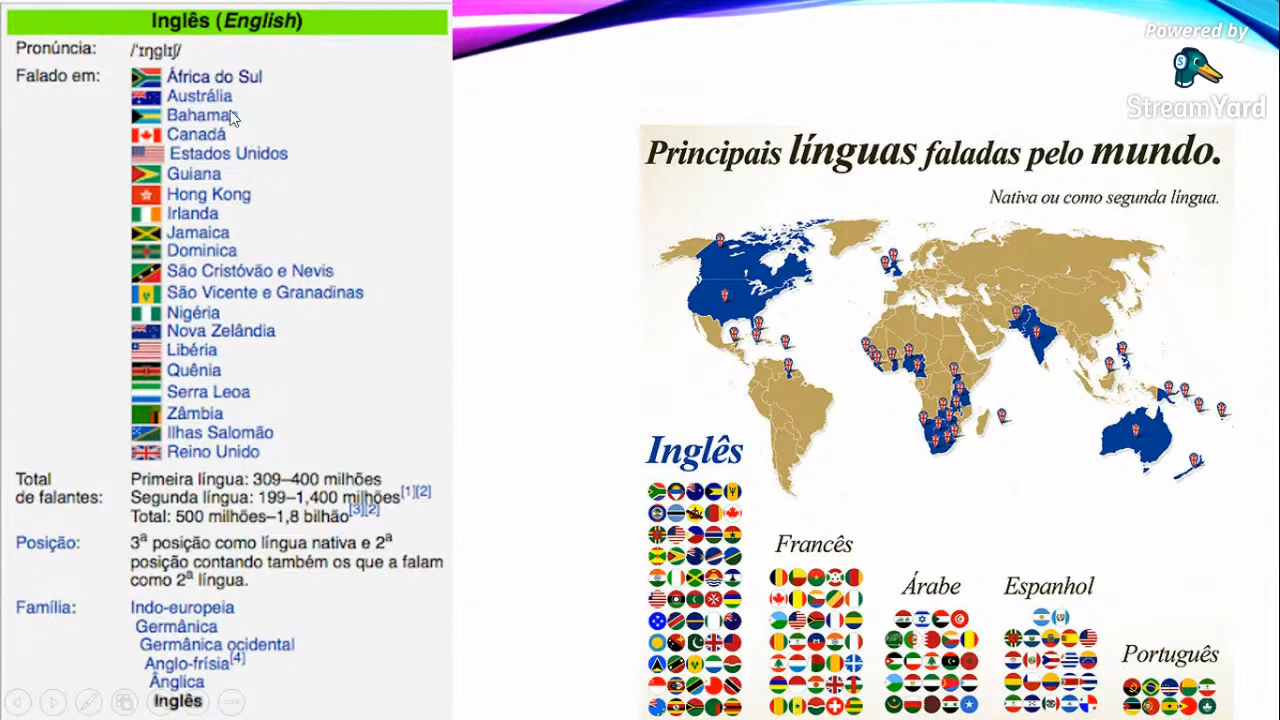 Inglês (English)
Pronúncia: /ˈɪŋglɪʃ/
Falado em: África do Sul
Austrália
Bahamas
Canadá
Estados Unidos
Guiana
Hong Kong
Irlanda
Jamaica
Dominica
São Cristóvão e Nevis
São Vicente e Granadinas
Nigéria
Nova Zelândia
Libéria
Quênia
Serra Leoa
Zâmbia
Ilhas Salomão
Reino Unido
Total de falantes:
Primeira língua: 309–400 milhões
Segunda língua: 199–1,400 milhões[1][2]
Total: 500 milhões–1,8 bilhão[3][2]
Posição: 3ª posição como língua nativa e 2ª
posição contando também os que a falam
como 2ª língua.
Família: Indo-europeia
Germânica
Germânica ocidental
Anglo-frísia[4]
Ânglica
Inglês
Powered by
StreamYard
Principais línguas faladas pelo mundo.
Nativa ou como segunda língua.
Inglês
Francês
Árabe
Espanhol
Português